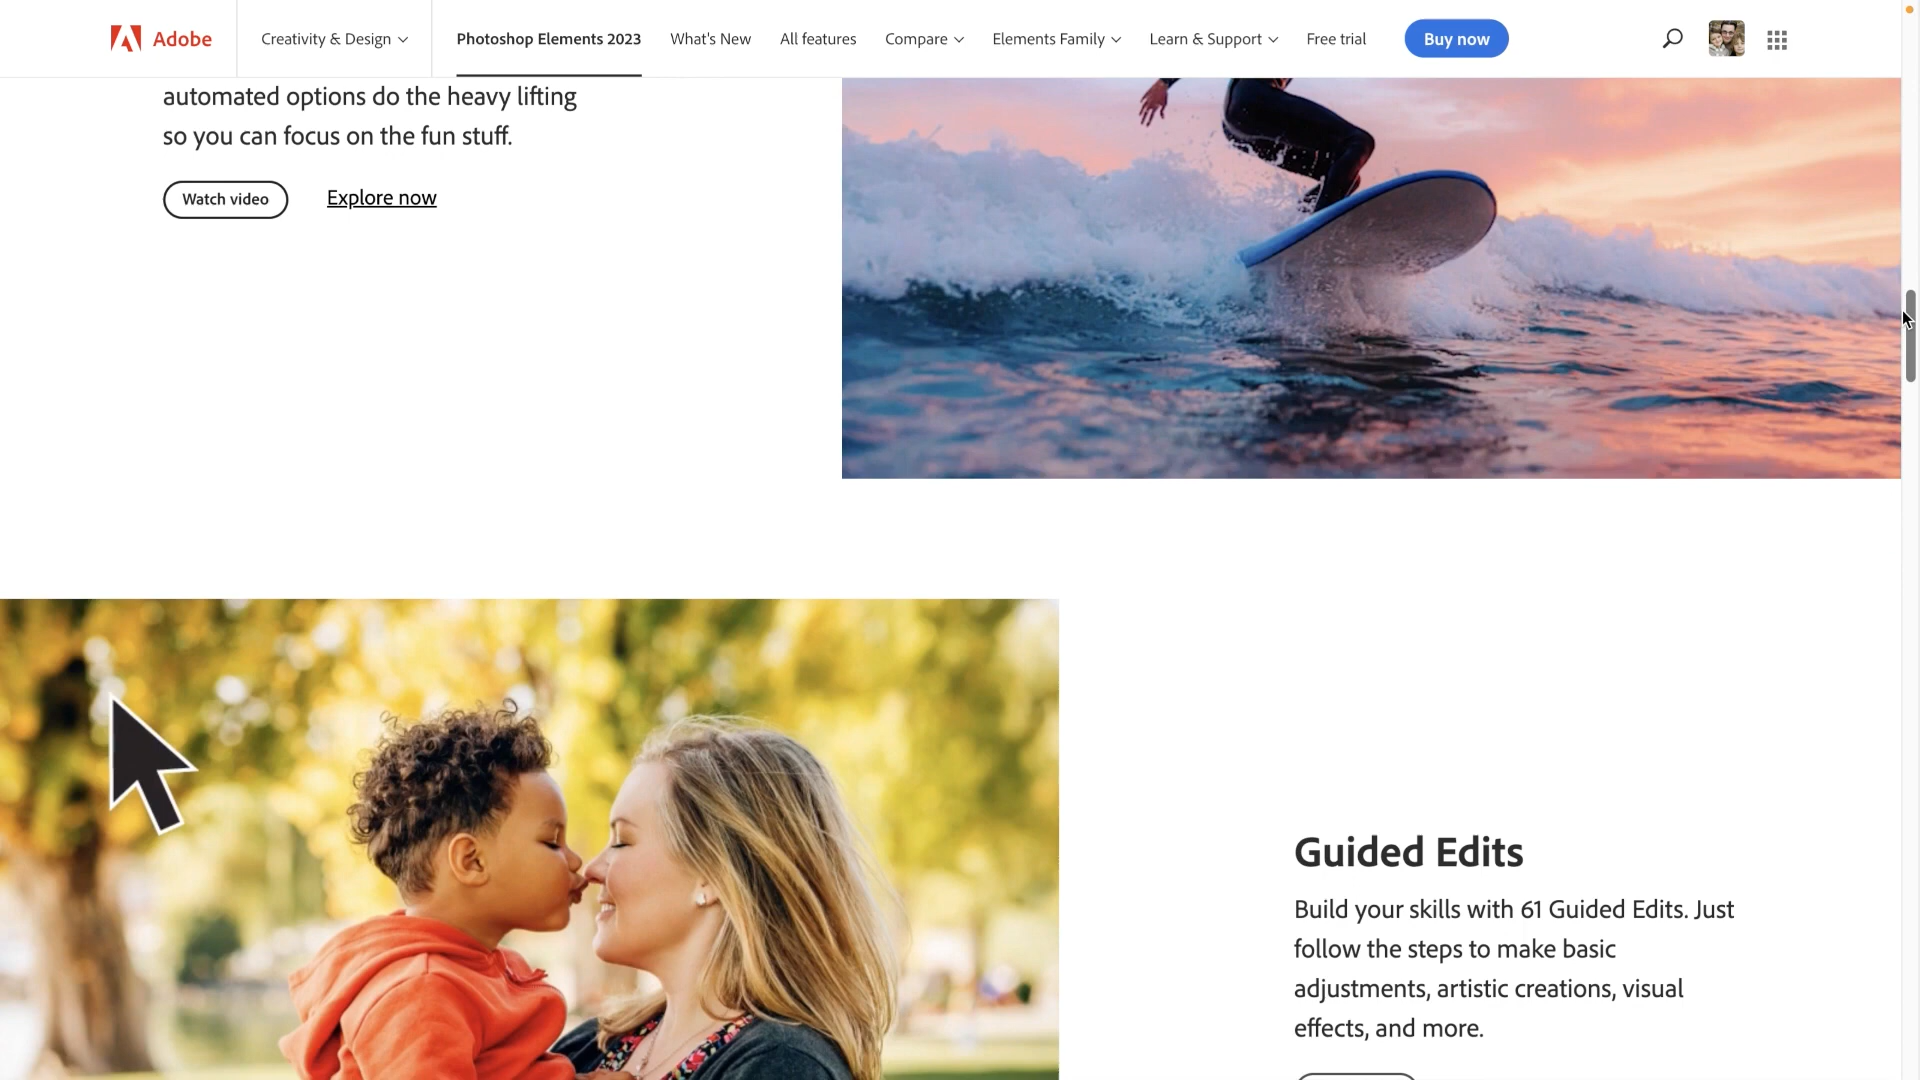 Adobe
Creativity & Design
Photoshop Elements 2023
What's New
All features
Compare
Elements Family
Learn & Support
Free trial
Buy now
automated options do the heavy lifting
so you can focus on the fun stuff.
Watch video
Explore now
Guided Edits
Build your skills with 61 Guided Edits. Just
follow the steps to make basic
adjustments, artistic creations, visual
effects, and more.